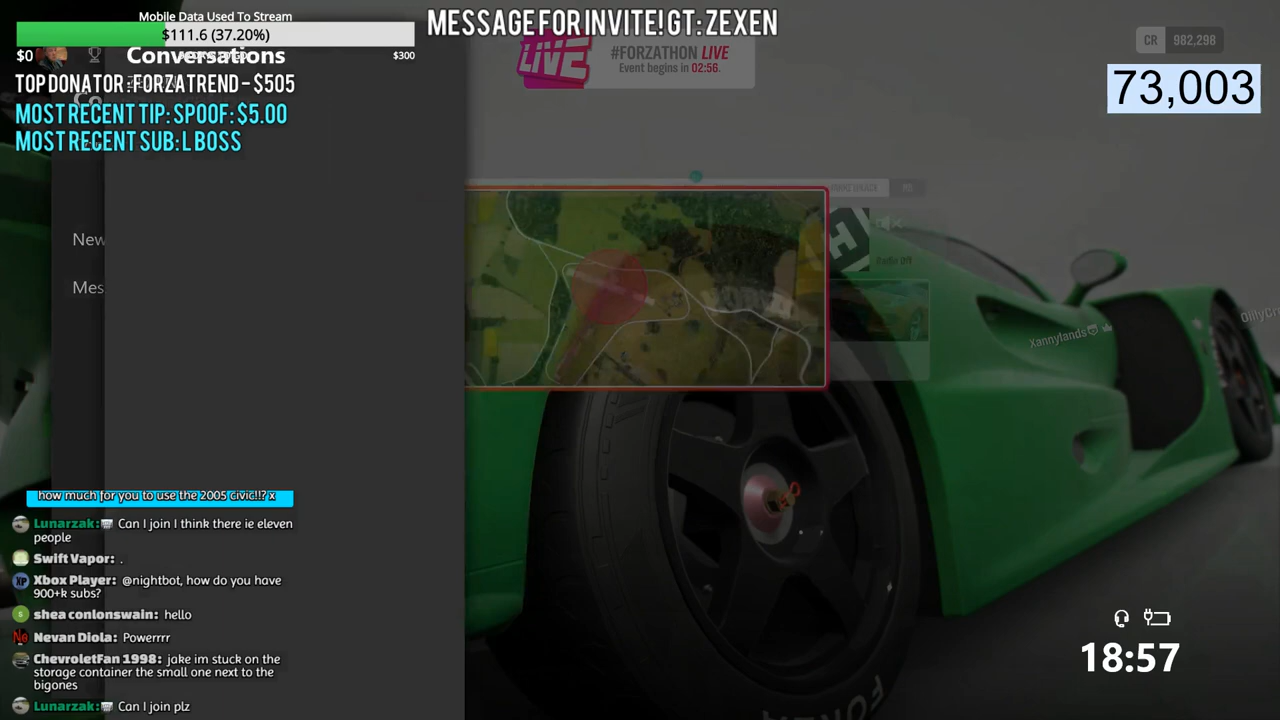 Mobile Data Used To Stream
MESSAGE FOR INVITE! GT: ZEXEN
$111.6 (37.20%)
$0
$300
Conversations
TOP DONATOR: FORZATREND - $505
MOST RECENT TIP: SPOOF: $5.00
MOST RECENT SUB: L BOSS
LIVE
#FORZATHON LIVE
Event begins in 02:56.
CR 982,298
73,003
New
Mes
Radio Off
Xannylands
how much for you to use the 2005 civic!!? x
Lunarzak: Can I join I think there ie eleven
people
Swift Vapor: .
XP Xbox Player: @nightbot, how do you have
900+k subs?
s shea conlonswain: hello
Nevan Diola: Powerrrr
ChevroletFan 1998: jake im stuck on the
storage container the small one next to the
bigones
Lunarzak: Can I join plz
18:57